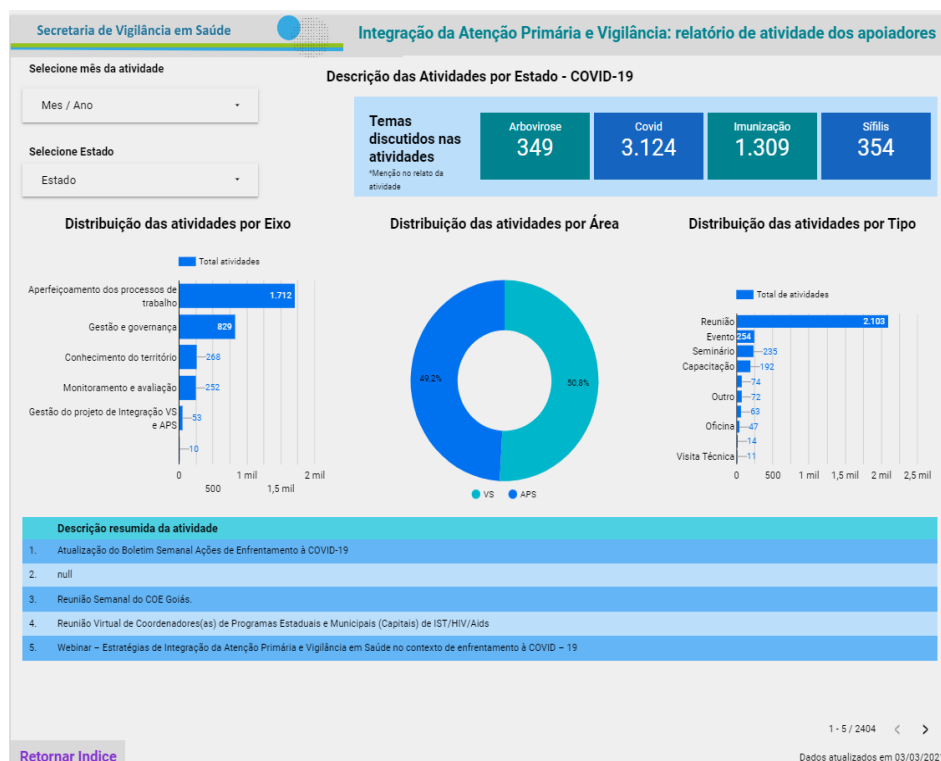 Secretaria de Vigilância em Saúde
Integração da Atenção Primária e Vigilância: relatório de atividade dos apoiadores
Selecione mês da atividade
Mes / Ano
Selecione Estado
Estado
Descrição das Atividades por Estado - COVID-19
Temas
discutidos nas
atividades
*Menção no relato da
atividade
Arbovirose
349
Covid
3.124
Imunização
1.309
Sífilis
354
Distribuição das atividades por Eixo
Total atividades
Aperfeiçoamento dos processos de
trabalho
1.712
Gestão e governança
829
Conhecimento do território
268
Monitoramento e avaliação
252
Gestão do projeto de Integração VS
e APS
53
10
0
500
1 mil
1,5 mil
2 mil
Distribuição das atividades por Área
49,2%
50,8%
VS
APS
Distribuição das atividades por Tipo
Total de atividades
Reunião
2.103
Evento
254
Seminário
235
Capacitação
192
74
Outro
72
63
Oficina
47
14
Visita Técnica
11
0
500
1 mil
1,5 mil
2 mil
2,5 mil
Descrição resumida da atividade
1. Atualização do Boletim Semanal Ações de Enfrentamento à COVID-19
2. null
3. Reunião Semanal do COE Goiás.
4. Reunião Virtual de Coordenadores(as) de Programas Estaduais e Municipais (Capitais) de IST/HIV/Aids
5. Webinar – Estratégias de Integração da Atenção Primária e Vigilância em Saúde no contexto de enfrentamento à COVID – 19
1 - 5 / 2404
Retornar Indice
Dados atualizados em